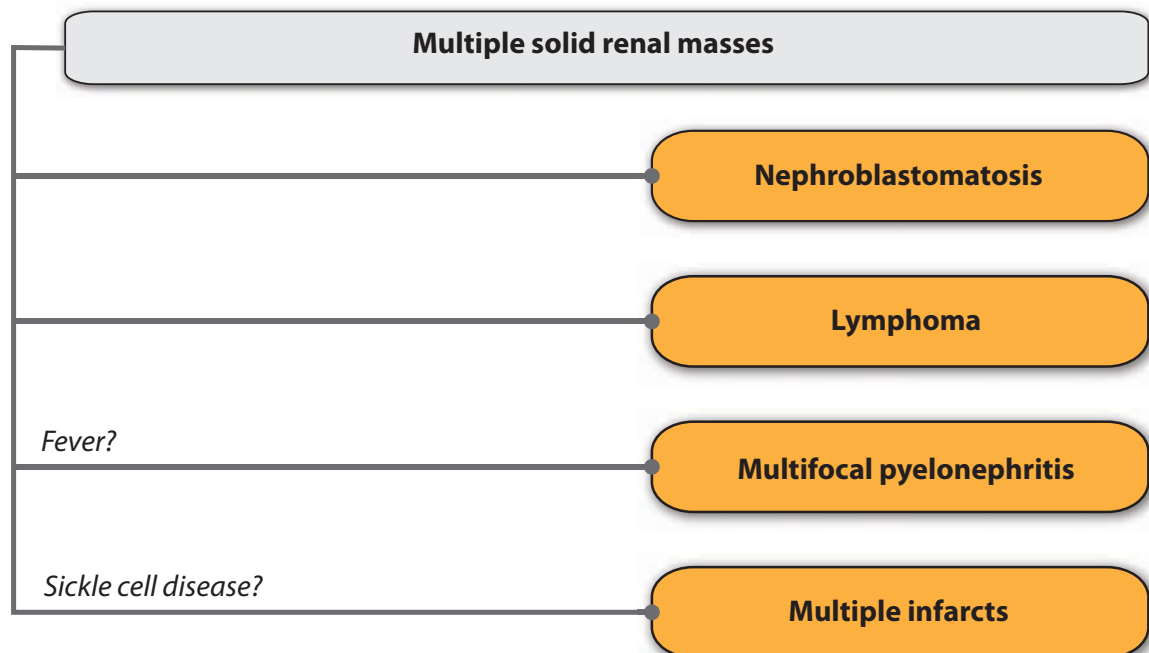 Multiple solid renal masses
Nephroblastomatosis
Lymphoma
Fever?
Multifocal pyelonephritis
Sickle cell disease?
Multiple infarcts